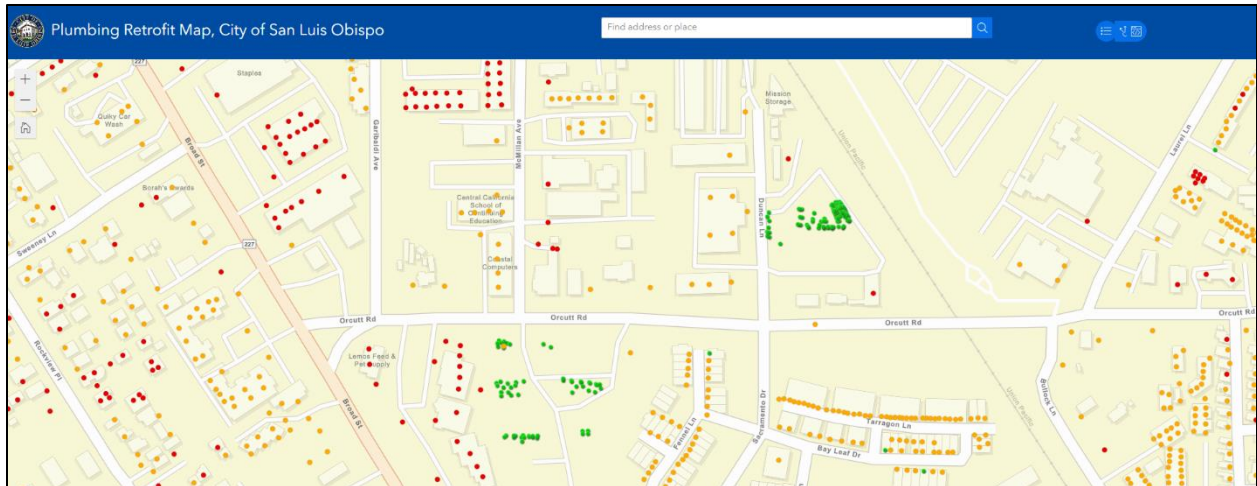 Plumbing Retrofit Map, City of San Luis Obispo
Find address or place
227
Staples
Quiky Car
Wash
Broad St
Garibaldi Ave
McMillan Ave
Mission
Storage
Union Pacific
Laurel Ln
Borah's Awards
Central California
School of
Continuing
Education
Duncan Ln
Sweeney Ln
227
Coastal
Computers
Orcutt Rd
Orcutt Rd
Orcutt Rd
Orcutt Rd
Rockview Pl
Lemos Feed &
Pet Supply
Broad St
Fennel Ln
Sacramento Dr
Tarragon Ln
Bay Leaf Dr
Union Pacific
Bullock Ln